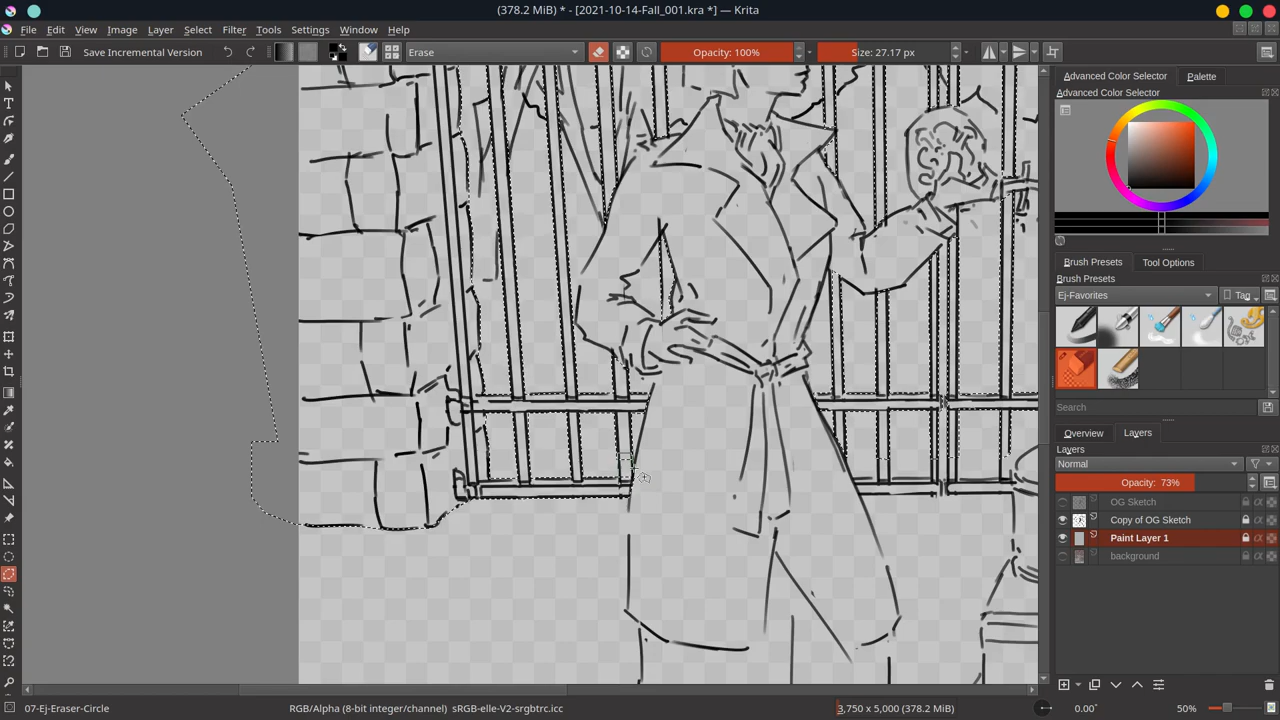 (378.2 MiB) * - [2021-10-14-Fall_001.kra *] — Krita
File Edit View Image Layer Select Filter Tools Settings Window Help
Save Incremental Version
Erase
Opacity: 100%
Size: 27.17 px
Advanced Color Selector
Palette
Advanced Color Selector
Brush Presets
Tool Options
Brush Presets
Ej-Favorites
Tag
Search
Overview
Layers
Layers
Normal
Opacity: 73%
OG Sketch
Copy of OG Sketch
Paint Layer 1
background
07-Ej-Eraser-Circle
RGB/Alpha (8-bit integer/channel) sRGB-elle-V2-srgbtrc.icc
3,750 x 5,000 (378.2 MiB)
0.00°
50%